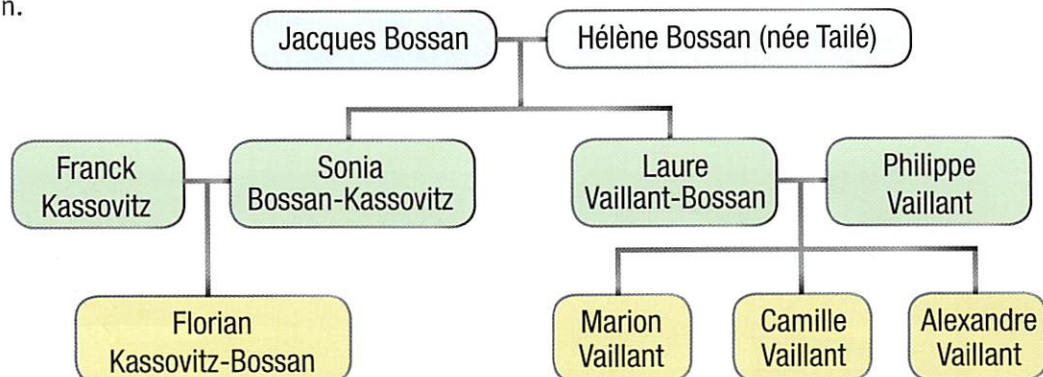 n.
Jacques Bossan
Hélène Bossan (née Tailé)
Franck
Kassovitz
Sonia
Bossan-Kassovitz
Laure
Vaillant-Bossan
Philippe
Vaillant
Florian
Kassovitz-Bossan
Marion
Vaillant
Camille
Vaillant
Alexandre
Vaillant